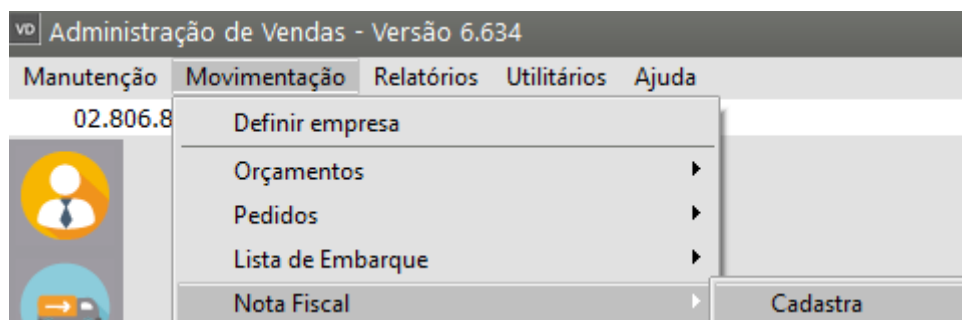 VD Administração de Vendas - Versão 6.634
Manutenção Movimentação Relatórios Utilitários Ajuda
02.806.8
Definir empresa
Orçamentos
Pedidos
Lista de Embarque
Nota Fiscal Cadastra